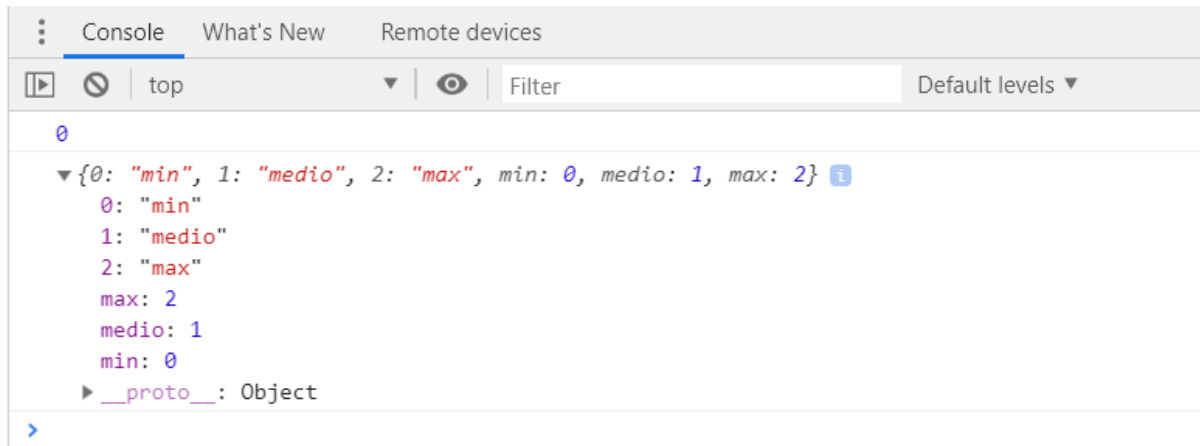 Console What's New Remote devices
top ▼ Filter Default levels ▼
0
▼{0: "min", 1: "medio", 2: "max", min: 0, medio: 1, max: 2} i
0: "min"
1: "medio"
2: "max"
max: 2
medio: 1
min: 0
▶ __proto__: Object
>